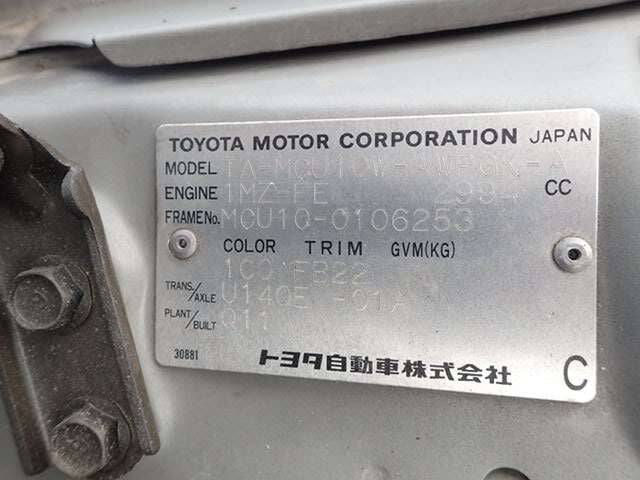 TOYOTA MOTOR CORPORATION JAPAN
MODEL TA-MCU10W-AWPGK-A
ENGINE 1MZ-FE 2994 CC
FRAME No. MCU10-0106253
COLOR TRIM GVM(KG)
1C0 FB22
TRANS./AXLE U140E -01A
PLANT/BUILT Q11
30881 トヨタ自動車株式会社 C